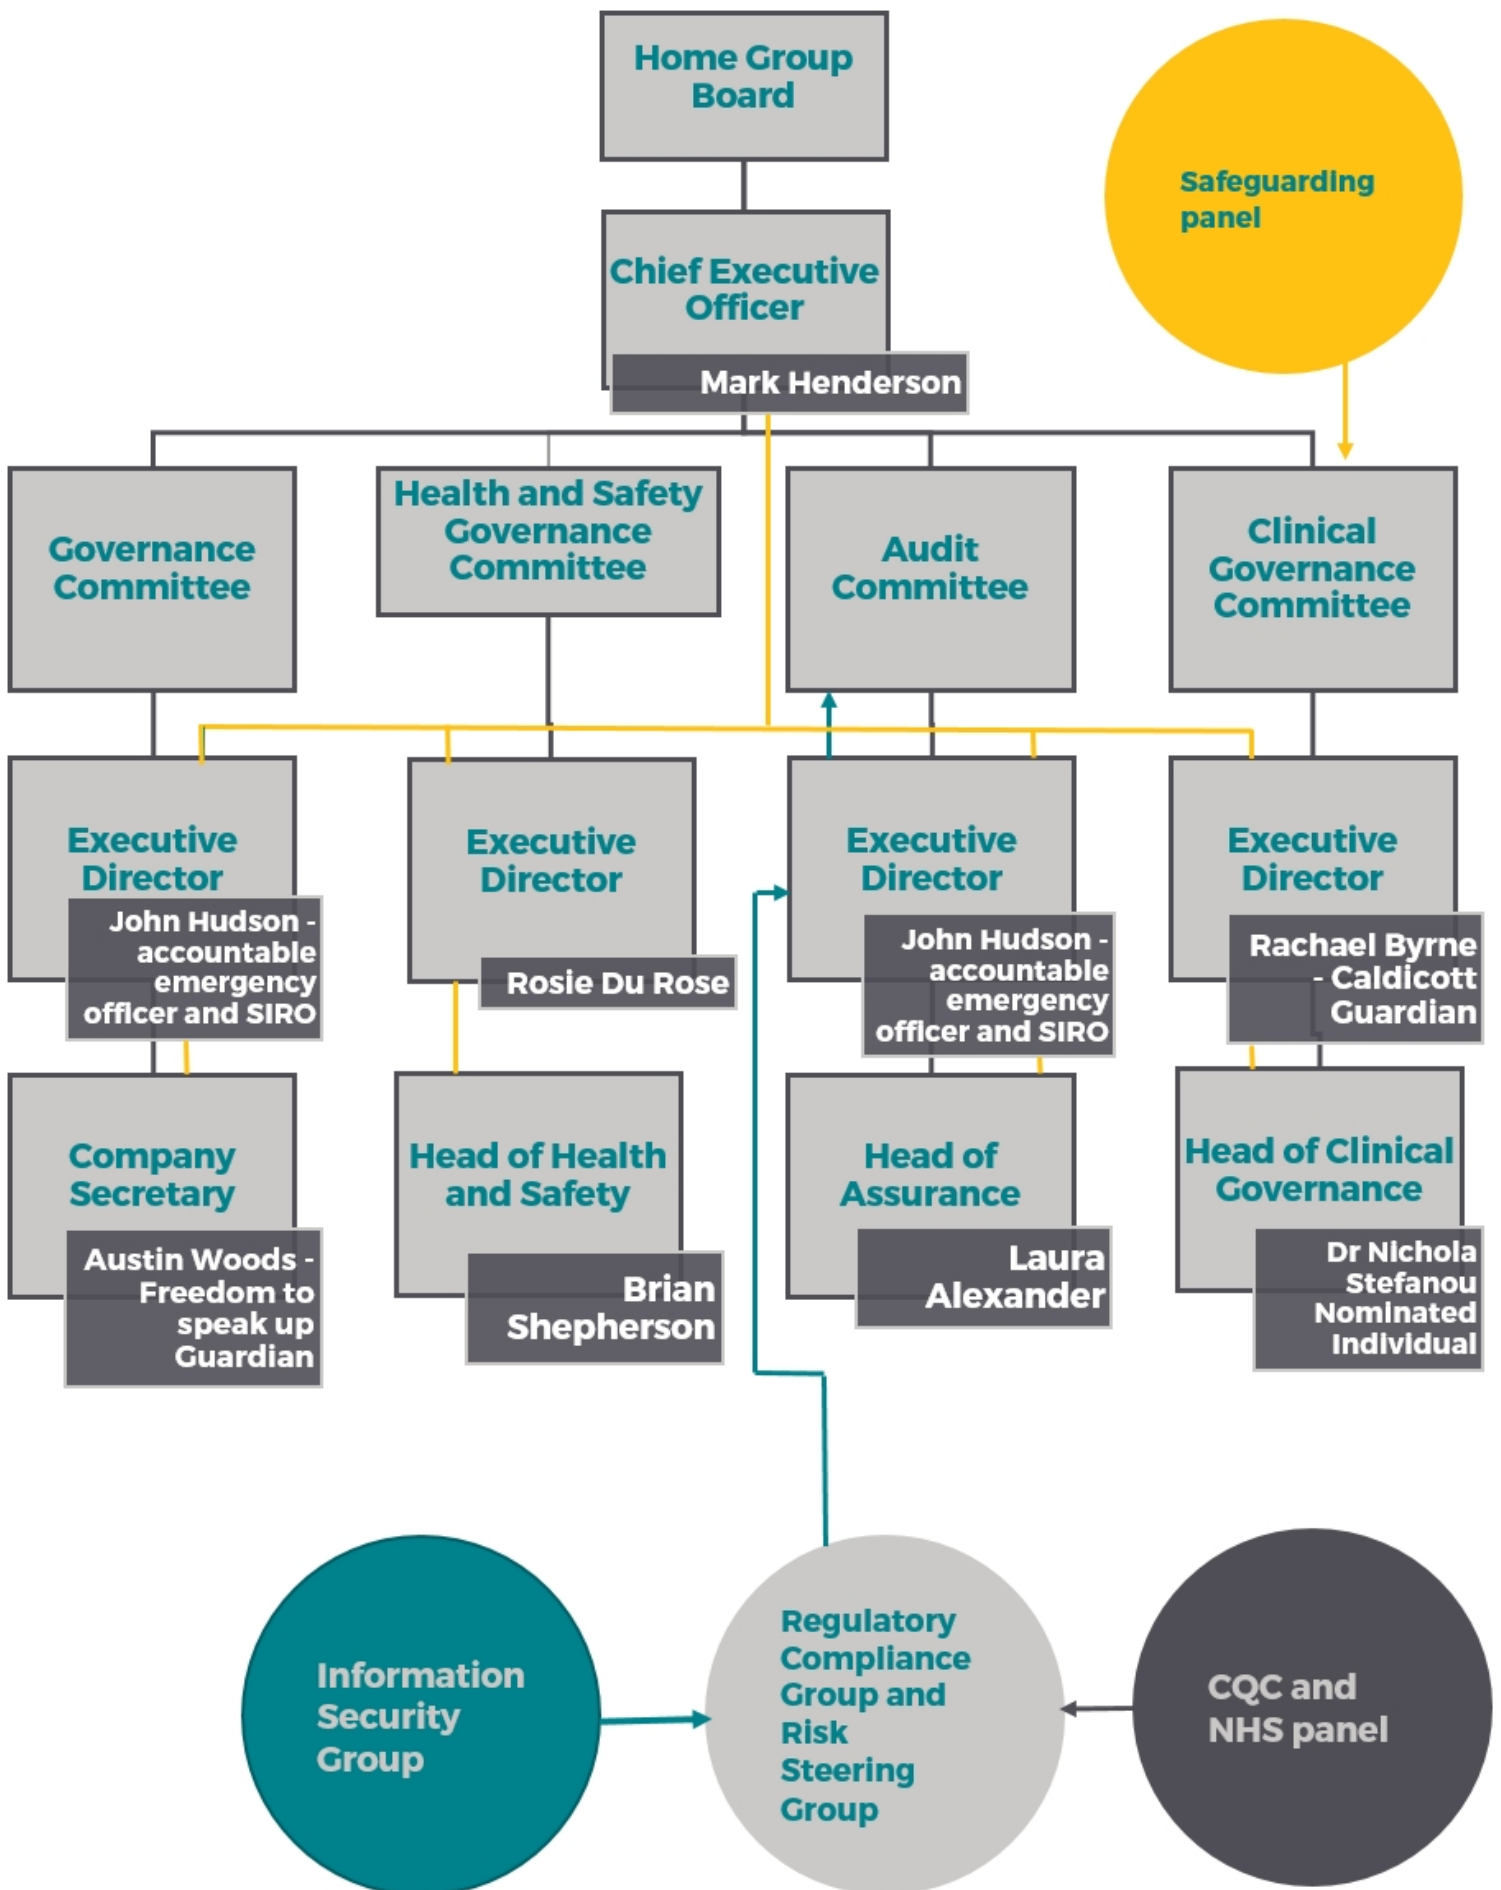 Home Group
Board
Safeguarding
panel
Chief Executive
Officer
Mark Henderson
Governance
Committee
Health and Safety
Governance
Committee
Audit
Committee
Clinical
Governance
Committee
Executive
Director
John Hudson -
accountable
emergency
officer and SIRO
Executive
Director
Rosie Du Rose
Executive
Director
John Hudson -
accountable
emergency
officer and SIRO
Executive
Director
Rachael Byrne
- Caldicott
Guardian
Company
Secretary
Austin Woods -
Freedom to
speak up
Guardian
Head of Health
and Safety
Brian
Shepherson
Head of
Assurance
Laura
Alexander
Head of Clinical
Governance
Dr Nichola
Stefanou
Nominated
Individual
Information
Security
Group
Regulatory
Compliance
Group and
Risk
Steering
Group
CQC and
NHS panel